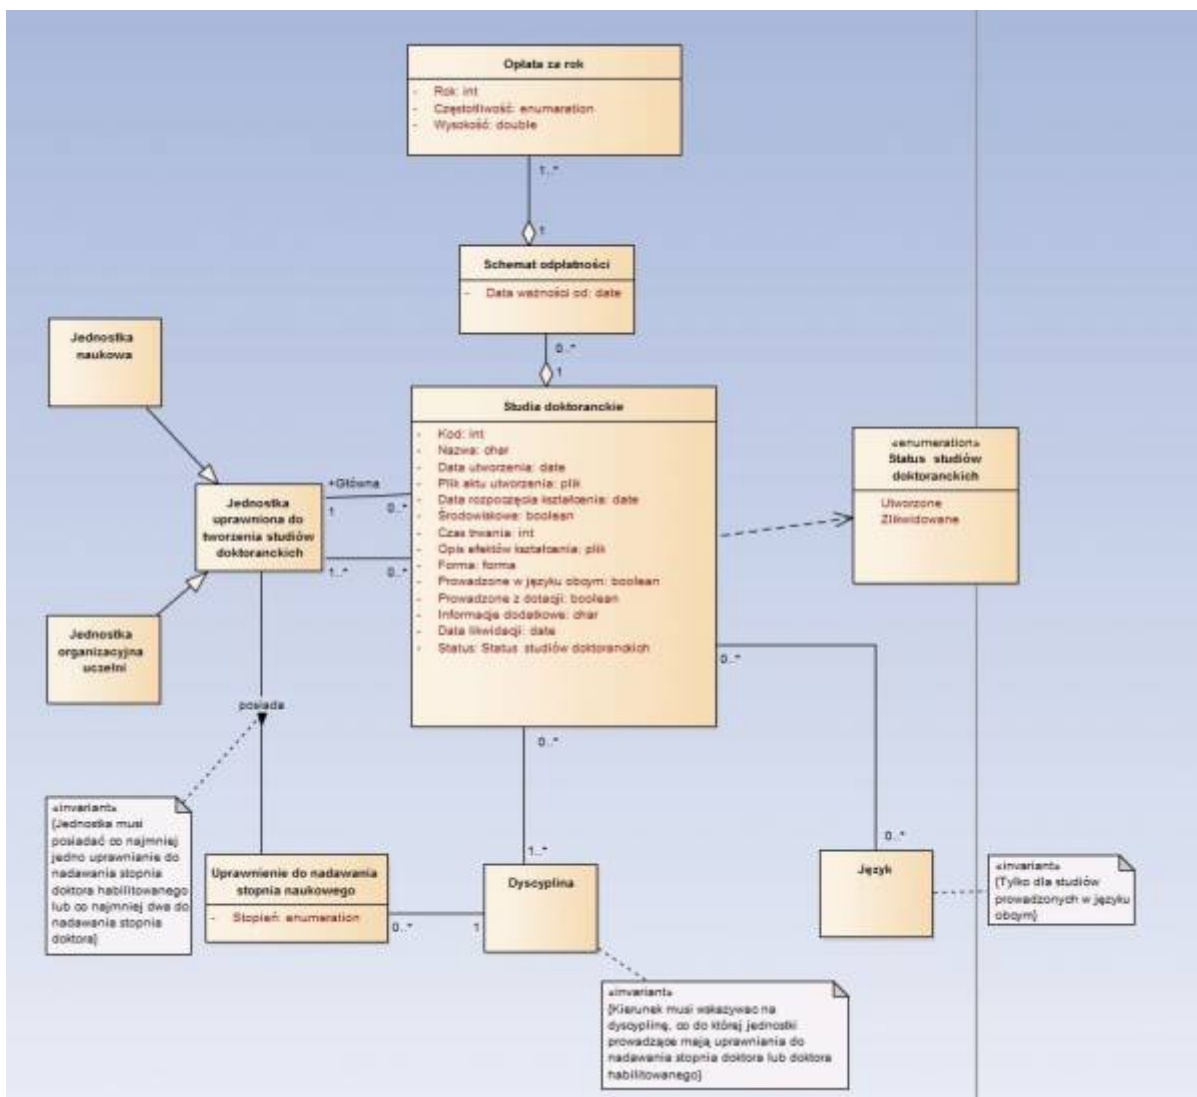 Opłata za rok
- Rok: int
- Częstotliwość: enumeration
- Wysokość: double
1..*
1
Schemat odpłatności
- Data ważności od: date
0..*
1
Jednostka
naukowa
Studia doktoranckie
- Kod: int
- Nazwa: char
- Data utworzenia: date
- Plik aktu utworzenia: plik
- Data rozpoczęcia kształcenia: date
- Środowiskowe: boolean
- Czas trwania: int
- Opis efektów kształcenia: plik
- Forma: forma
- Prowadzone w języku obcym: boolean
- Prowadzone z dotacji: boolean
- Informacje dodatkowe: char
- Data likwidacji: date
- Status: Status studiów doktoranckich
«enumeration»
Status studiów
doktoranckich
Utworzone
Zlikwidowane
Jednostka
uprawniona do
tworzenia studiów
doktoranckich
+Główna
1
0..*
1..*
0..*
Jednostka
organizacyjna
uczelni
posiada
0..*
0..*
«invariant»
{Jednostka musi
posiadać co najmniej
jedno uprawnianie do
nadawania stopnia
doktora habilitowanego
lub co najmniej dwa do
nadawania stopnia
doktora}
Uprawnienie do nadawania
stopnia naukowego
- Stopień: enumeration
0..*
1
1..*
Dyscyplina
0..*
Język
«invariant»
{Tylko dla studiów
prowadzonych w języku
obcym}
«invariant»
{Kierunek musi wskazywac na
dyscyplinę, co do której jednostki
prowadzące mają uprawniania do
nadawania stopnia doktora lub doktora
habilitowanego}